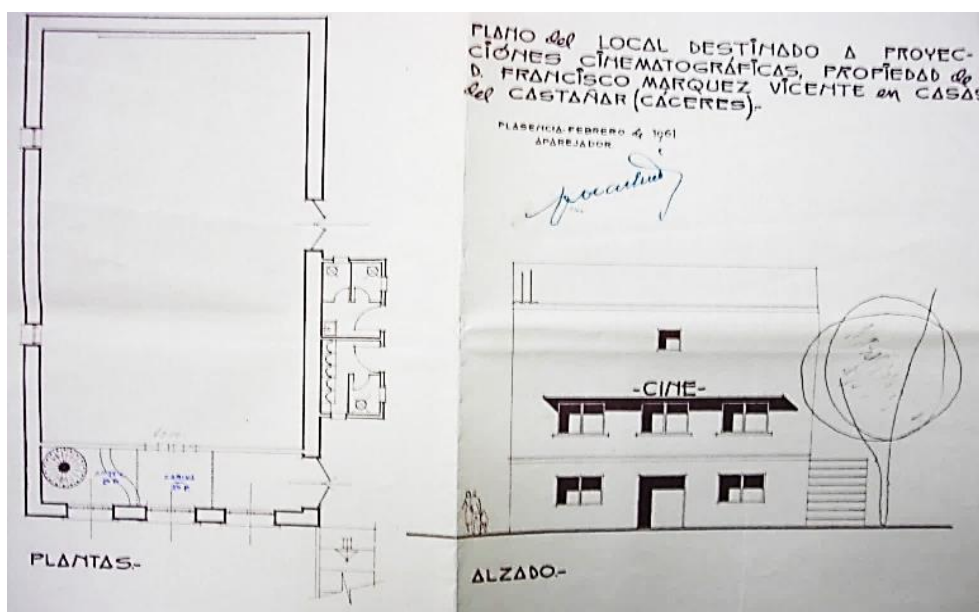 PLANO del LOCAL DESTINADO A PROYEC-
CIÓNES CINEMATOGRÁFICAS, PROPIEDAD de
D. FRANCISCO MARQUEZ VICENTE en CASAS
del CASTAÑAR (CÁCERES).-
PLASENCIA-FEBRERO de 1961
APAREJADOR
-CINE-
PLANTAS.-
ALZADO.-